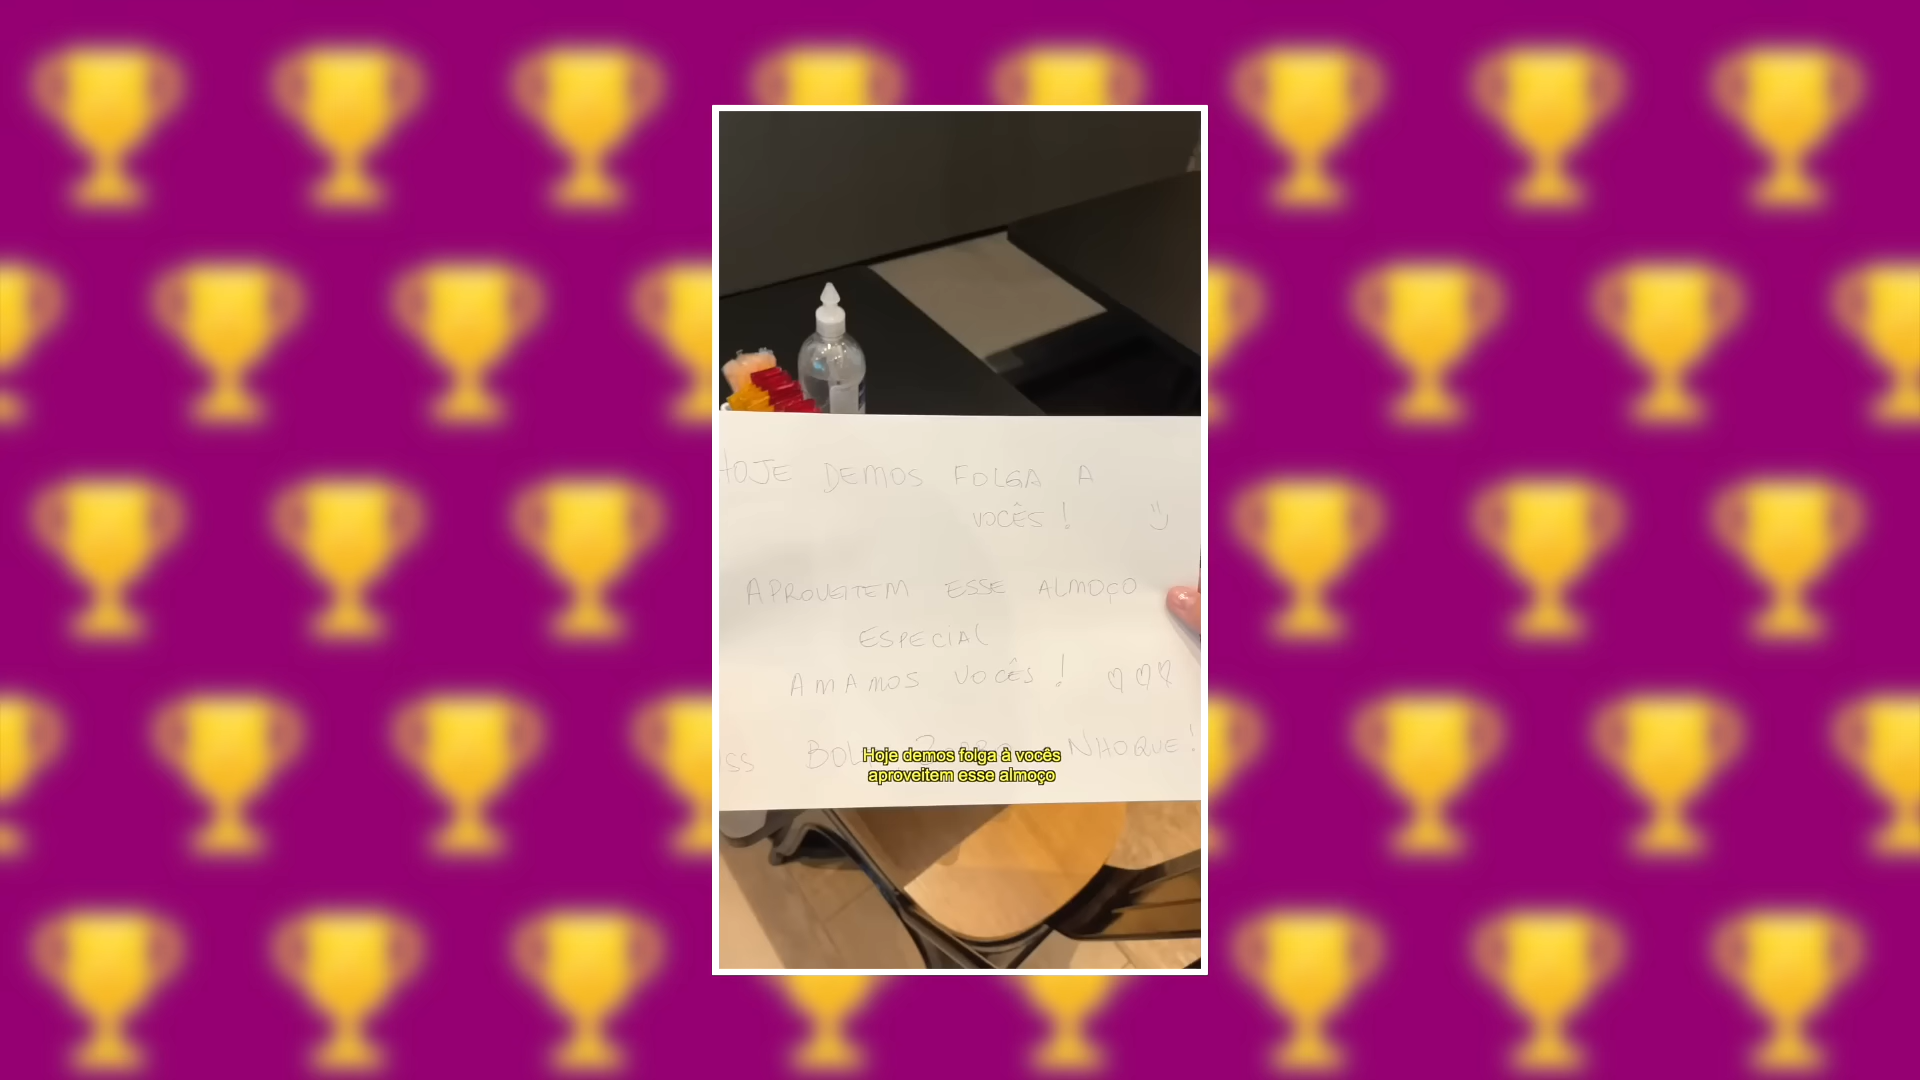 HOJE DEMOS FOLGA A
VOCÊS !
APROVEITEM ESSE ALMOÇO
ESPECIAL
AMAMOS VOCÊS !
NHOQUE!
Hoje demos folga à vocês
aproveitem esse almoço